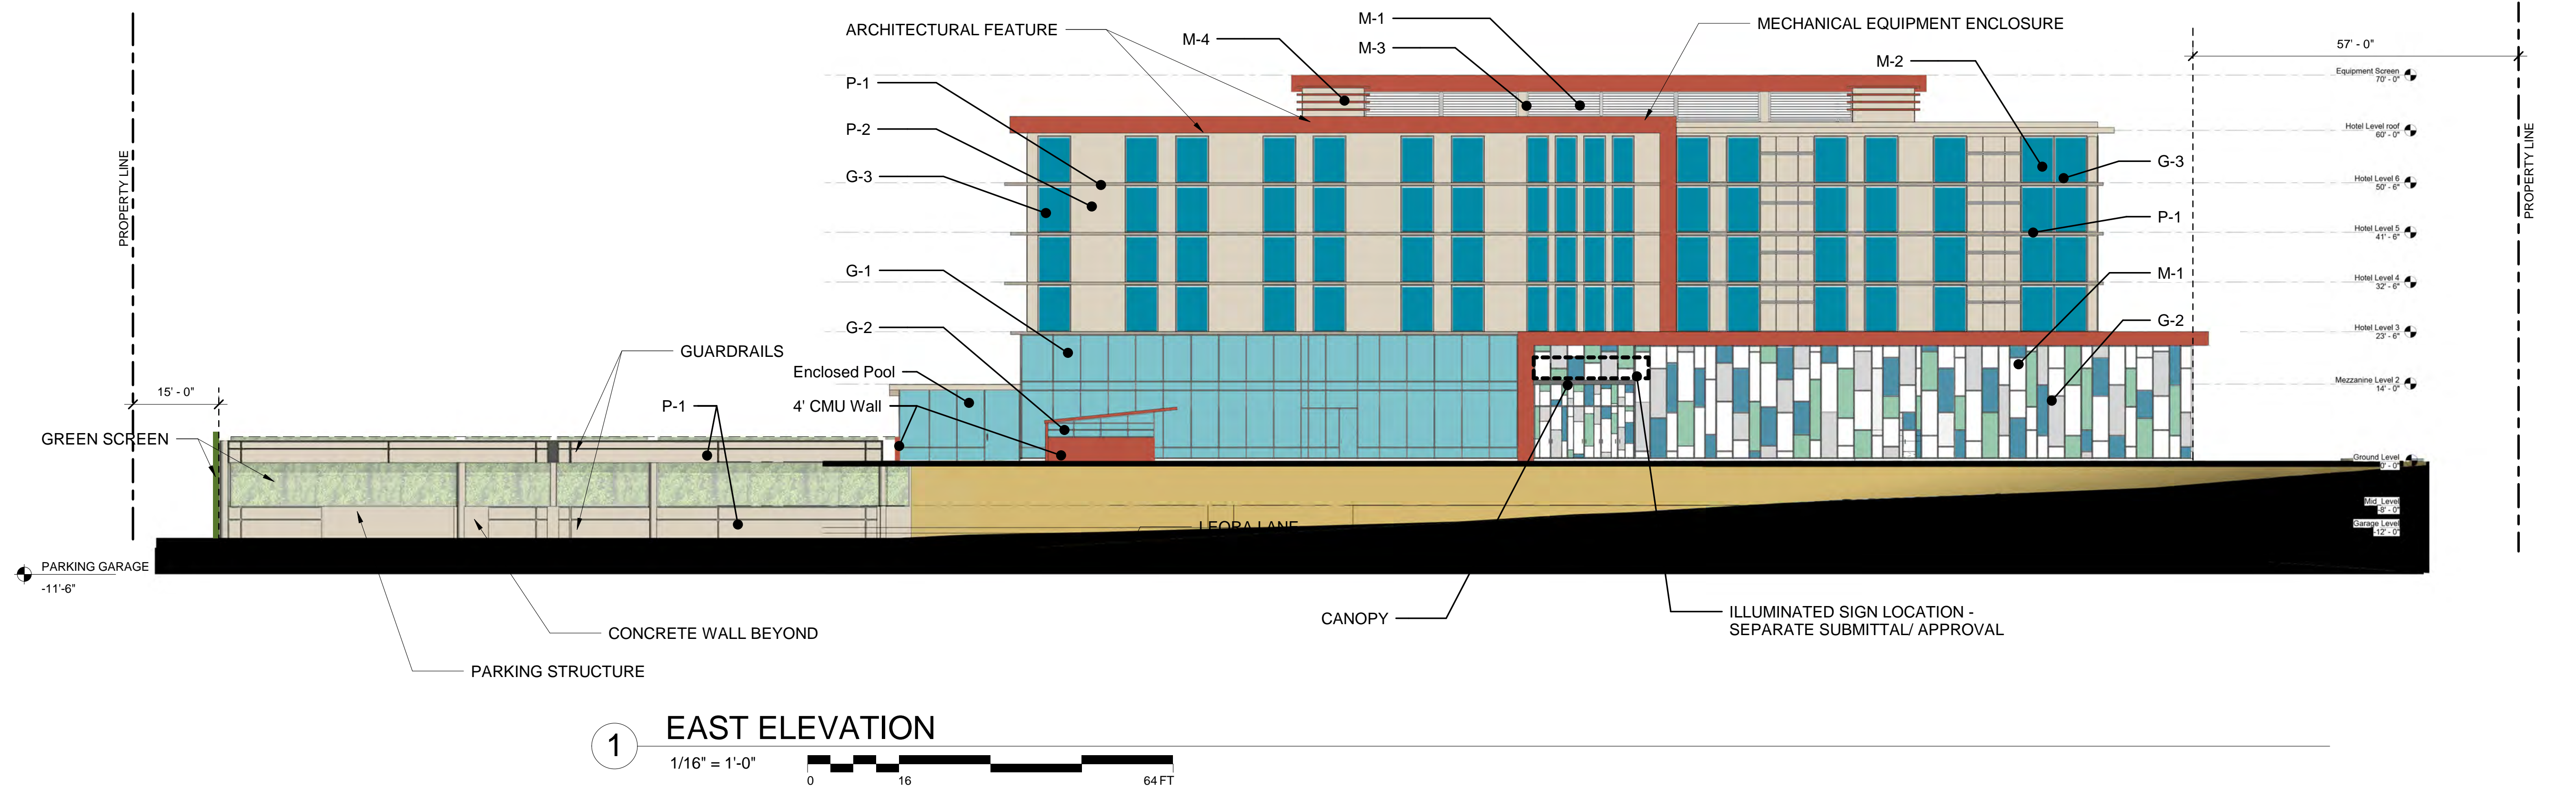 M-1
ARCHITECTURAL FEATURE
MECHANICAL EQUIPMENT ENCLOSURE
M-4
M-3
57' - 0"
M-2
Equipment Screen
70' - 0"
P-1
P-2
Hotel Level roof
60' - 0"
PROPERTY LINE
PROPERTY LINE
G-3
G-3
Hotel Level 6
50' - 6"
P-1
Hotel Level 5
41' - 6"
G-1
M-1
Hotel Level 4
32' - 6"
G-2
G-2
Hotel Level 3
23' - 6"
GUARDRAILS
Enclosed Pool
Mezzanine Level 2
14' - 0"
15' - 0"
P-1
4' CMU Wall
GREEN SCREEN
Ground Level
0' - 0"
Mid_Level
-8' - 0"
LEORA LANE
Garage Level
-12' - 0"
PARKING GARAGE
-11'-6"
CANOPY
ILLUMINATED SIGN LOCATION -
SEPARATE SUBMITTAL/ APPROVAL
CONCRETE WALL BEYOND
PARKING STRUCTURE
1
EAST ELEVATION
1/16" = 1'-0"
0
16
64 FT